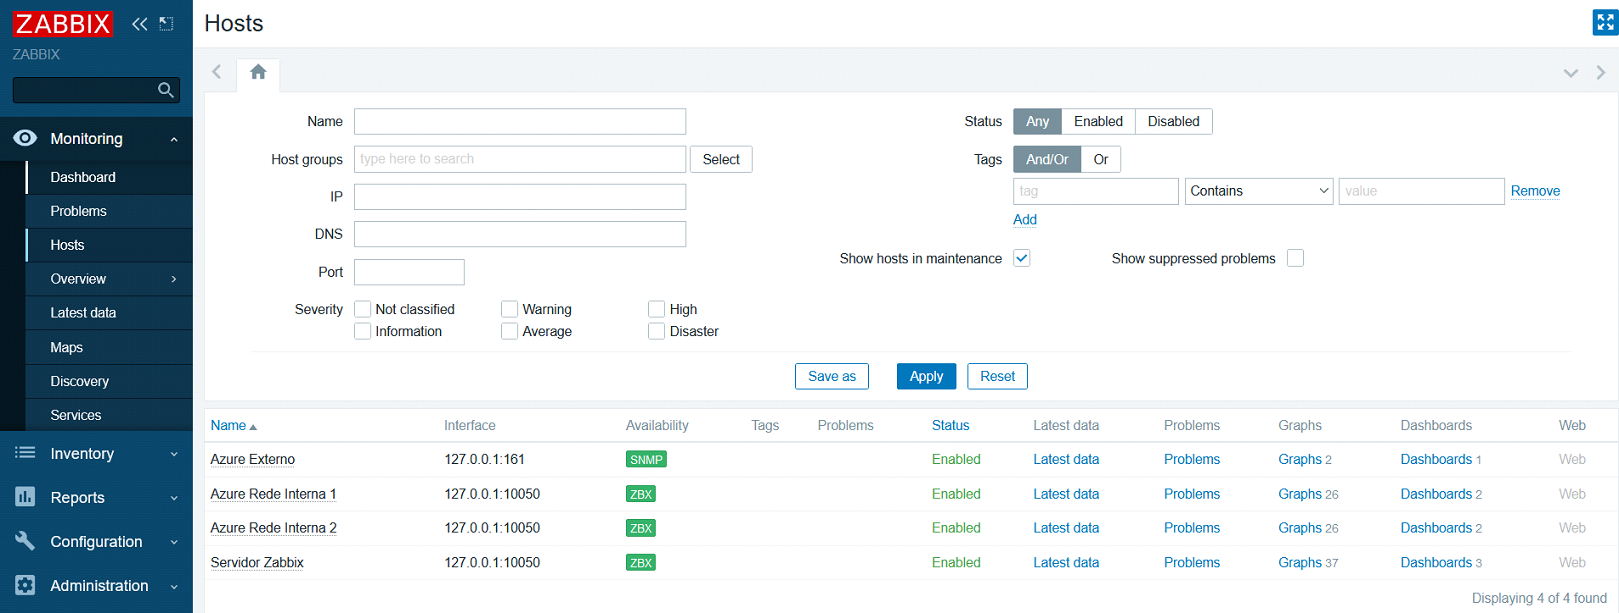 ZABBIX
ZABBIX
Monitoring
Dashboard
Problems
Hosts
Overview
Latest data
Maps
Discovery
Services
Inventory
Reports
Configuration
Administration
Hosts
Name
Host groups type here to search Select
IP
DNS
Port
Severity Not classified Warning High
Information Average Disaster
Status Any Enabled Disabled
Tags And/Or Or
tag Contains value Remove
Add
Show hosts in maintenance Show suppressed problems
Save as Apply Reset
Name Interface Availability Tags Problems Status Latest data Problems Graphs Dashboards Web
Azure Externo 127.0.0.1:161 SNMP Enabled Latest data Problems Graphs 2 Dashboards 1 Web
Azure Rede Interna 1 127.0.0.1:10050 ZBX Enabled Latest data Problems Graphs 26 Dashboards 2 Web
Azure Rede Interna 2 127.0.0.1:10050 ZBX Enabled Latest data Problems Graphs 26 Dashboards 2 Web
Servidor Zabbix 127.0.0.1:10050 ZBX Enabled Latest data Problems Graphs 37 Dashboards 3 Web
Displaying 4 of 4 found